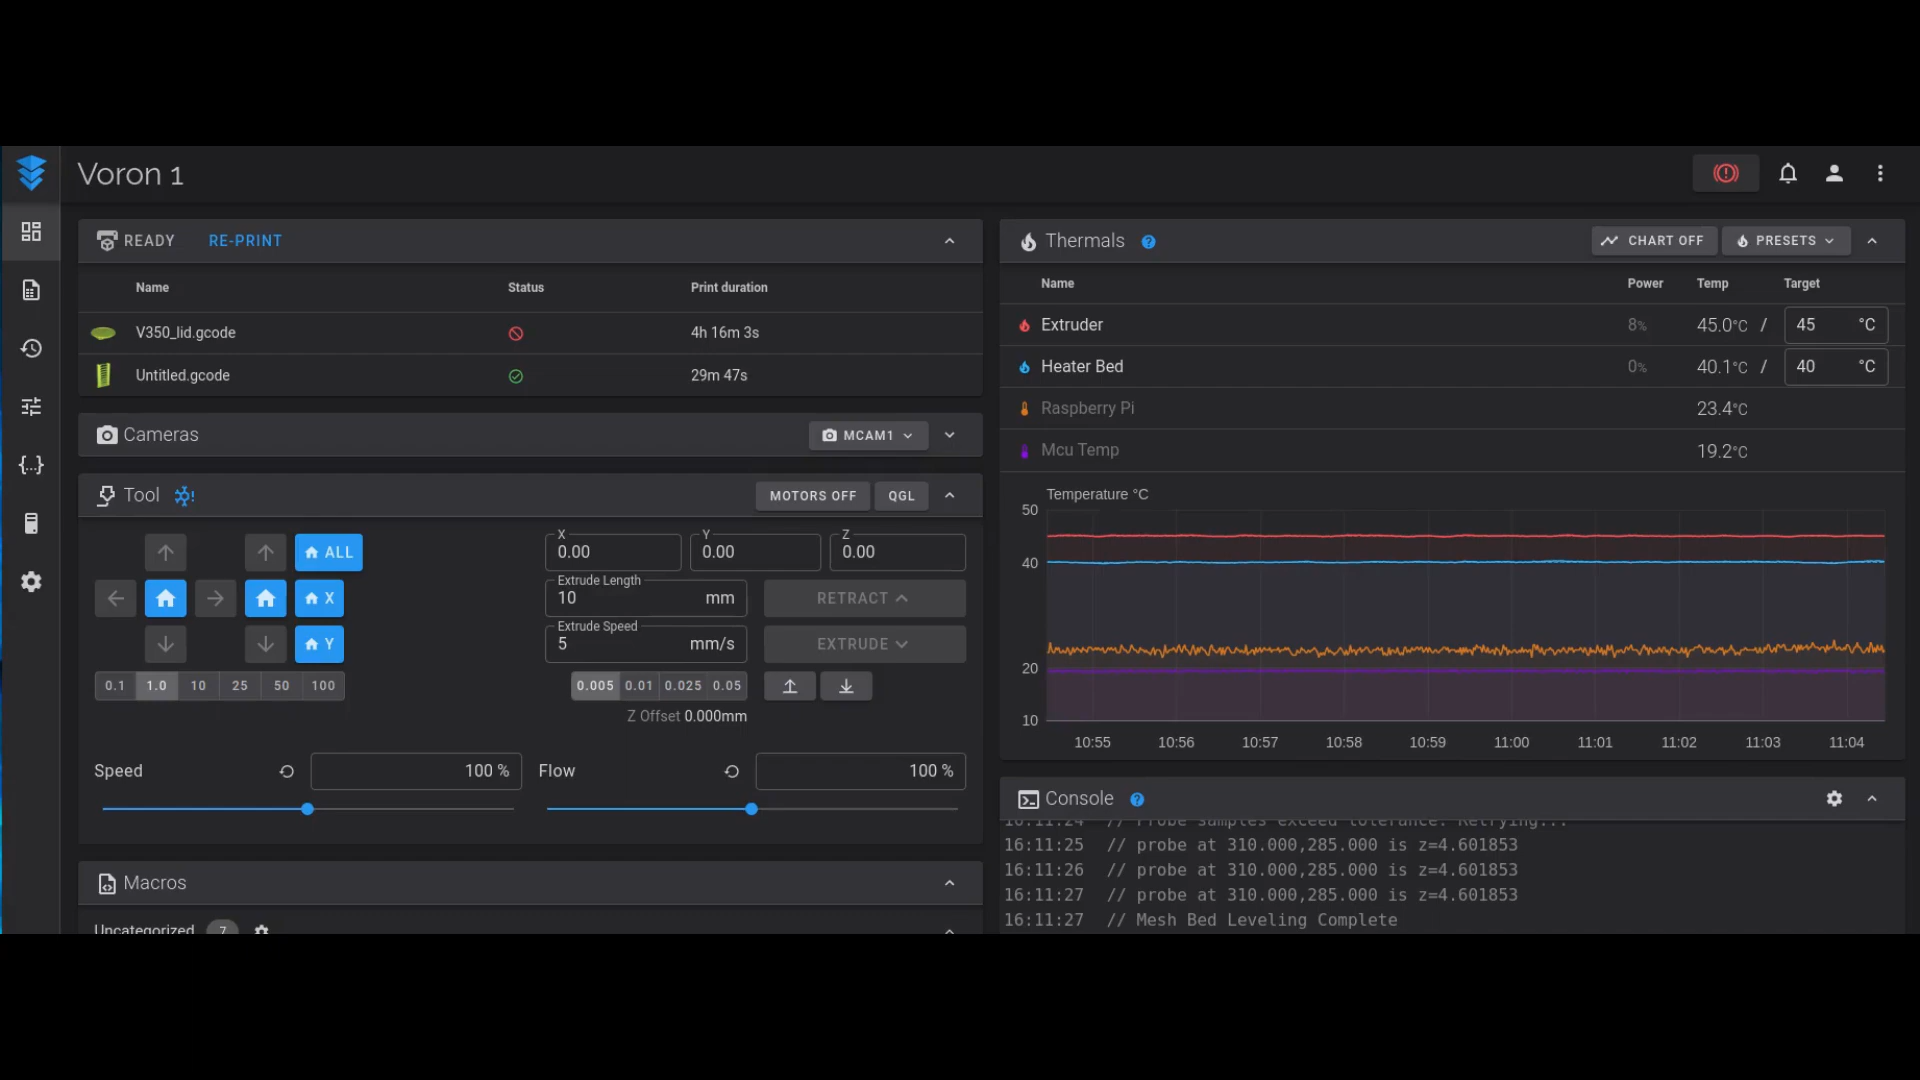 Voron 1
READY RE-PRINT
Name Status Print duration
V350_lid.gcode 4h 16m 3s
Untitled.gcode 29m 47s
Cameras MCAM1
Tool MOTORS OFF QGL
ALL
X
Y
0.1 1.0 10 25 50 100
X Y Z
0.00 0.00 0.00
Extrude Length
10 mm RETRACT
Extrude Speed
5 mm/s EXTRUDE
0.005 0.01 0.025 0.05
Z Offset 0.000mm
Speed 100 % Flow 100 %
Macros
Uncategorized 7
Thermals CHART OFF PRESETS
Name Power Temp Target
Extruder 8% 45.0°C / 45 °C
Heater Bed 0% 40.1°C / 40 °C
Raspberry Pi 23.4°C
Mcu Temp 19.2°C
Temperature °C
50
40
20
10
10:55 10:56 10:57 10:58 10:59 11:00 11:01 11:02 11:03 11:04
Console
16:11:24 // Probe samples exceed tolerance. Retrying...
16:11:25 // probe at 310.000,285.000 is z=4.601853
16:11:26 // probe at 310.000,285.000 is z=4.601853
16:11:27 // probe at 310.000,285.000 is z=4.601853
16:11:27 // Mesh Bed Leveling Complete